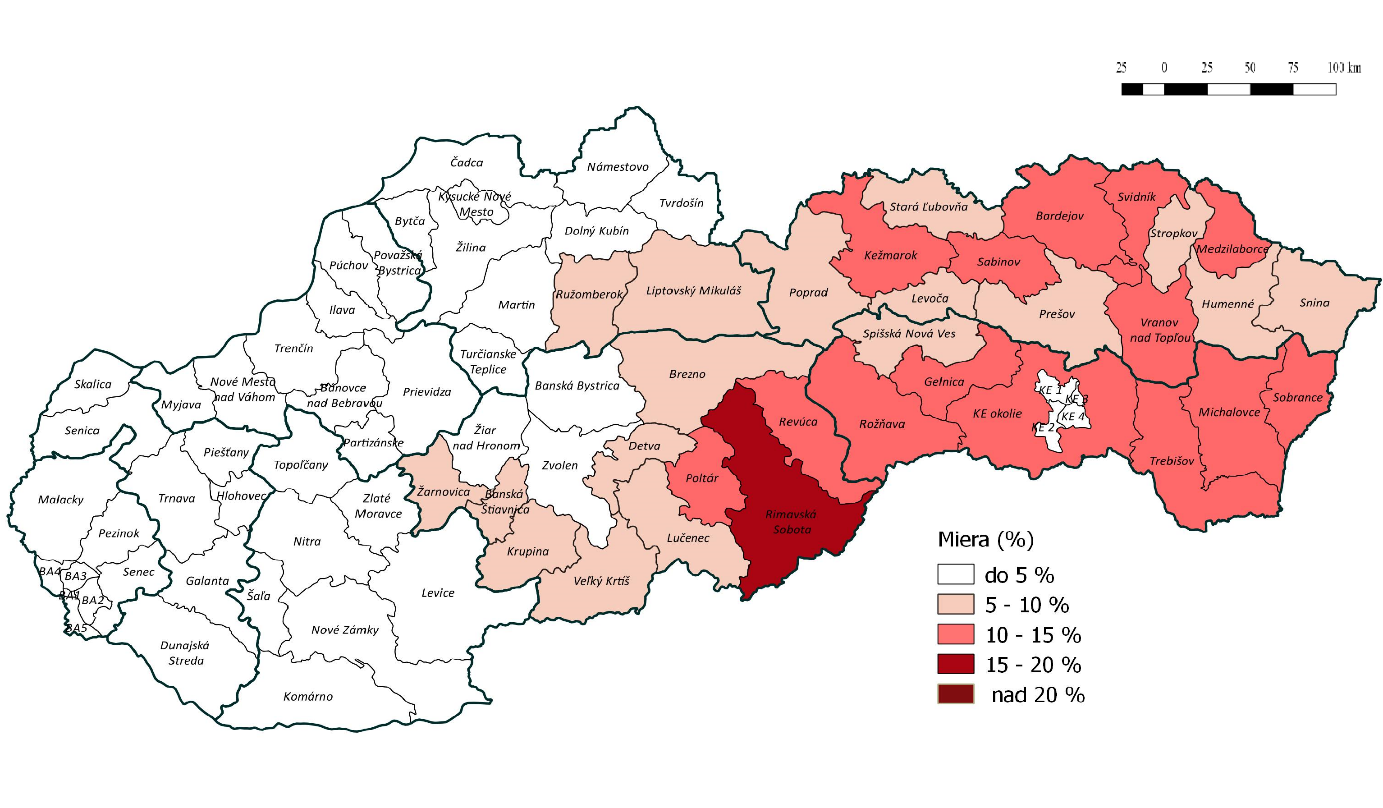 25 0 25 50 75 100 km
Čadca
Námestovo
Kysucké Nové
Mesto
Tvrdošín
Bytča
Dolný Kubín
Žilina
Púchov
Považská
Bystrica
Martin
Ilava
Ružomberok
Liptovský Mikuláš
Poprad
Kežmarok
Stará Ľubovňa
Levoča
Sabinov
Bardejov
Svidník
Stropkov
Medzilaborce
Prešov
Humenné
Snina
Vranov
nad Topľou
Spišská Nová Ves
Gelnica
KE okolie
KE 1
KE 3
KE 4
KE 2
Rožňava
Trebišov
Michalovce
Sobrance
Trenčín
Turčianske
Teplice
Banská Bystrica
Brezno
Skalica
Nové Mesto
nad Váhom
Bánovce
nad Bebravou
Prievidza
Myjava
Senica
Partizánske
Žiar
nad Hronom
Zvolen
Detva
Revúca
Poltár
Rimavská
Sobota
Piešťany
Topoľčany
Malacky
Trnava
Hlohovec
Zlaté
Moravce
Žarnovica
Banská
Štiavnica
Pezinok
Nitra
Krupina
Lučenec
Veľký Krtíš
Senec
Galanta
Šaľa
Levice
BA4
BA3
BA1
BA2
BA5
Nové Zámky
Dunajská
Streda
Komárno
Miera (%)
do 5 %
5 - 10 %
10 - 15 %
15 - 20 %
nad 20 %